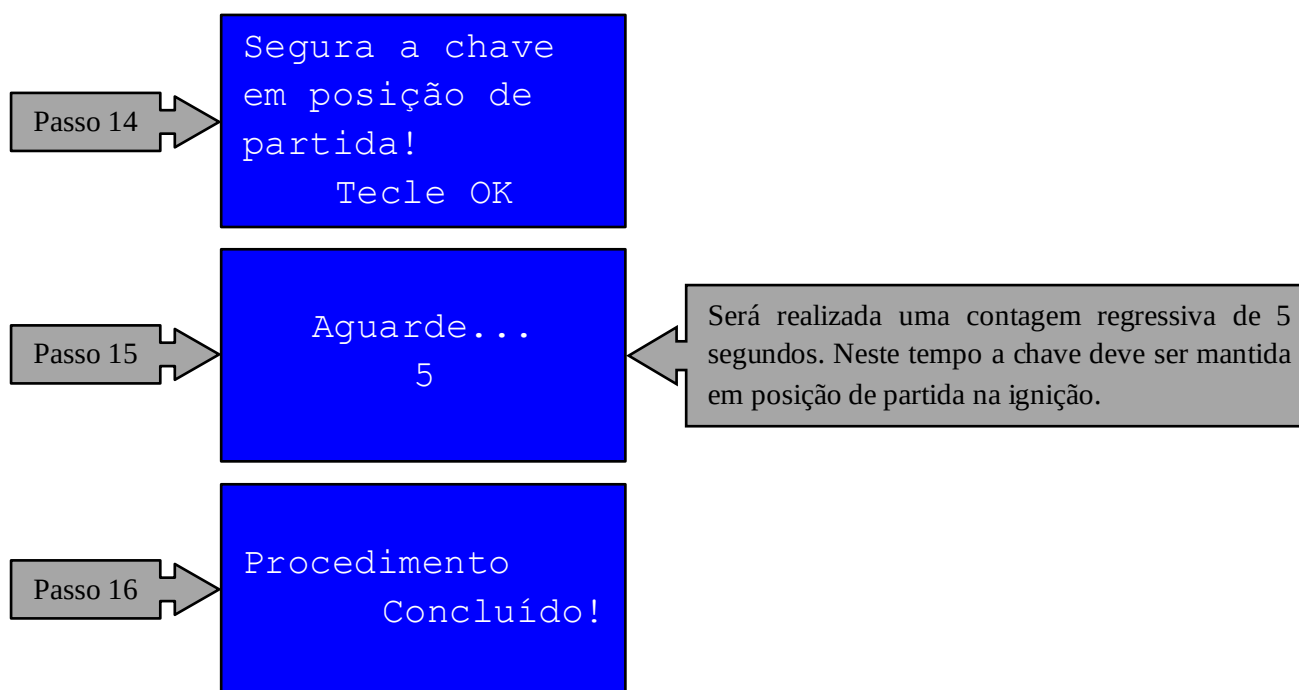 Passo 14
Segura a chave
em posição de
partida!
Tecle OK
Passo 15
Aguarde...
5
Será realizada uma contagem regressiva de 5
segundos. Neste tempo a chave deve ser mantida
em posição de partida na ignição.
Passo 16
Procedimento
Concluído!